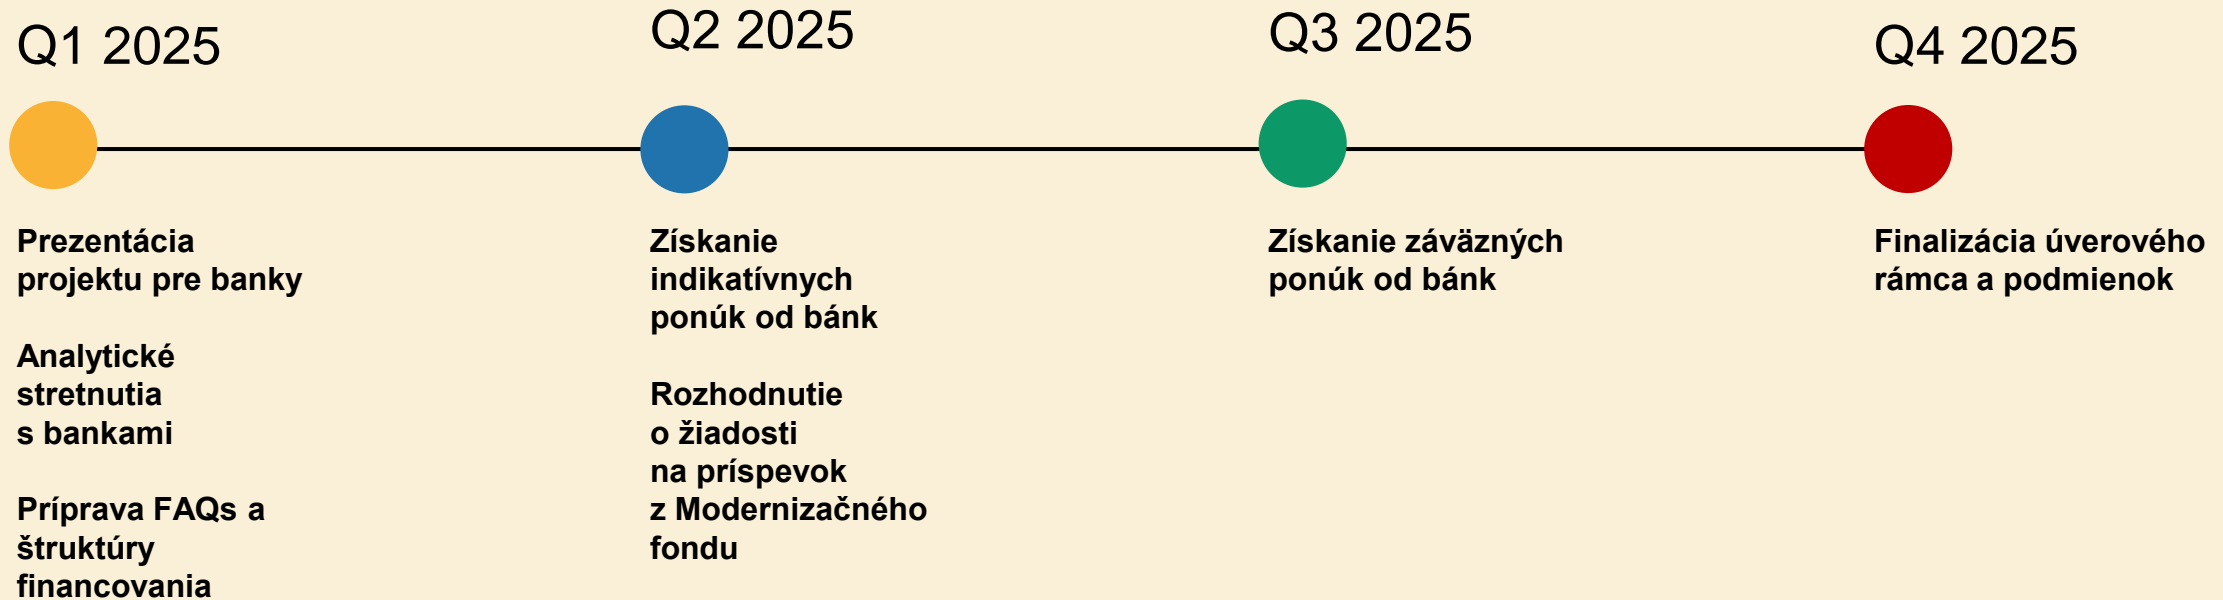 Q1 2025
Prezentácia
projektu pre banky
Analytické
stretnutia
s bankami
Príprava FAQs a
štruktúry
financovania
Q2 2025
Získanie
indikatívnych
ponúk od bánk
Rozhodnutie
o žiadosti
na príspevok
z Modernizačného
fondu
Q3 2025
Získanie záväzných
ponúk od bánk
Q4 2025
Finalizácia úverového
rámca a podmienok